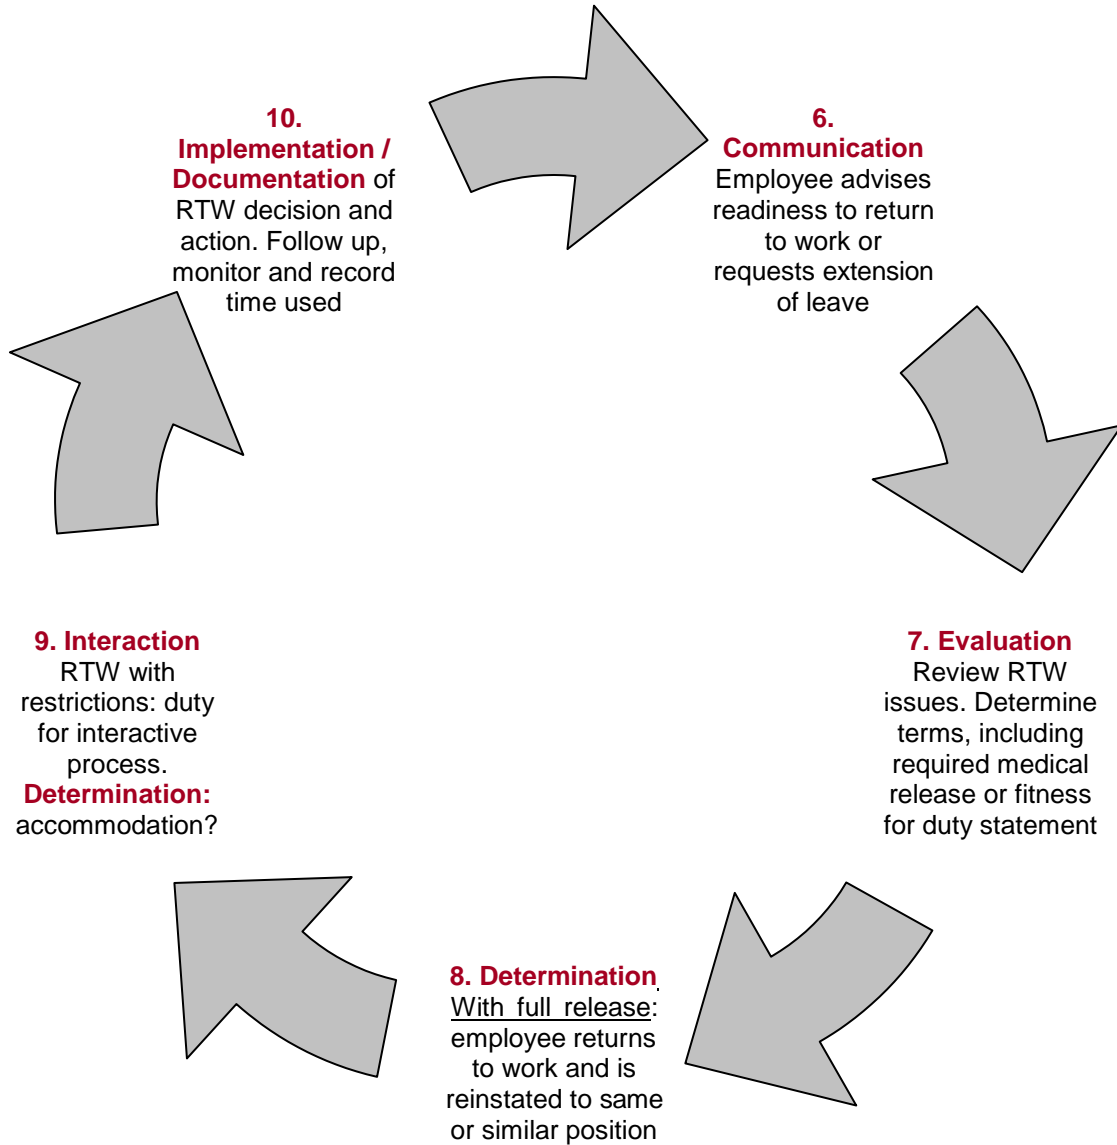 6.
Communication
Employee advises
readiness to return
to work or
requests extension
of leave
7. Evaluation
Review RTW
issues. Determine
terms, including
required medical
release or fitness
for duty statement
8. Determination
With full release:
employee returns
to work and is
reinstated to same
or similar position
9. Interaction
RTW with
restrictions: duty
for interactive
process.
Determination:
accommodation?
10.
Implementation /
Documentation of
RTW decision and
action. Follow up,
monitor and record
time used